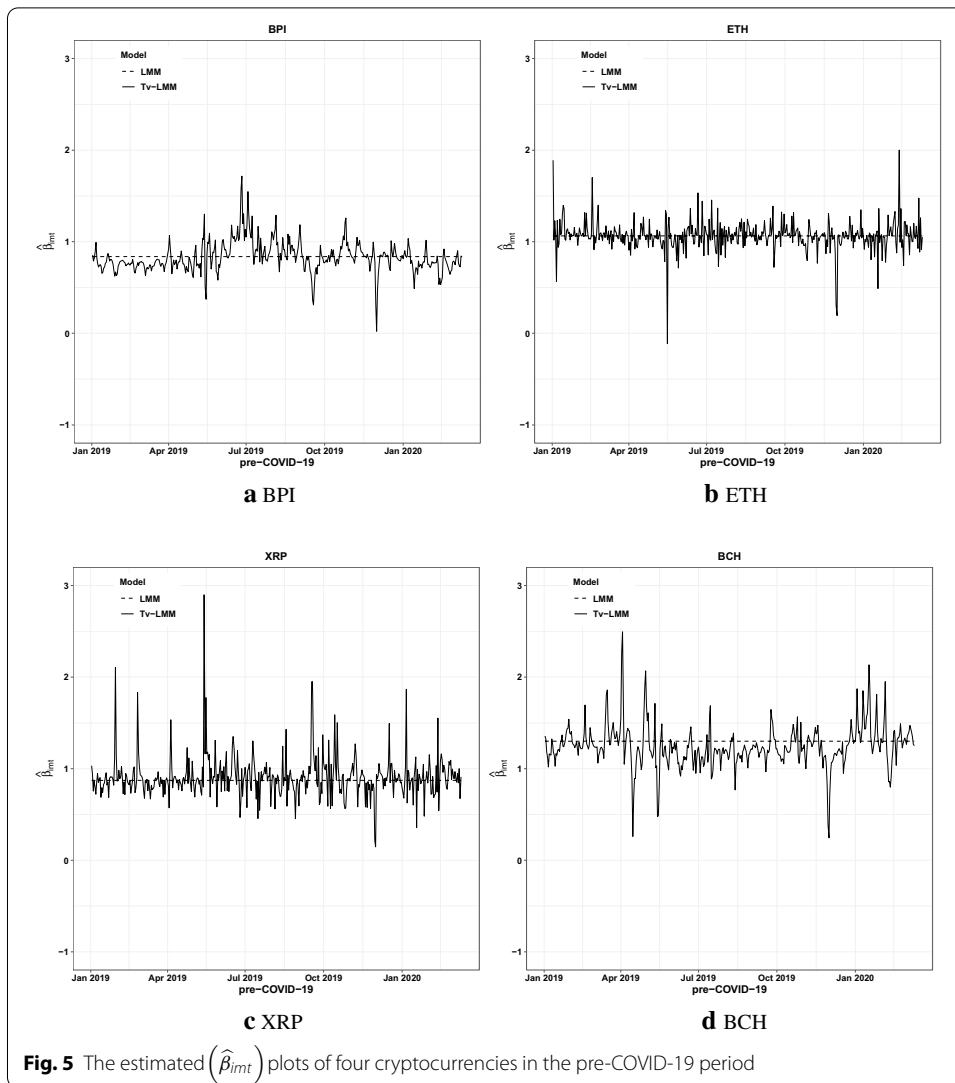 BPI
Model
LMM
Tv−LMM
3
2
1
0
−1
β̂imt
Jan 2019 Apr 2019 Jul 2019 Oct 2019 Jan 2020
pre−COVID−19
a BPI
ETH
Model
LMM
Tv−LMM
3
2
1
0
−1
β̂imt
Jan 2019 Apr 2019 Jul 2019 Oct 2019 Jan 2020
pre−COVID−19
b ETH
XRP
Model
LMM
Tv−LMM
3
2
1
0
−1
β̂imt
Jan 2019 Apr 2019 Jul 2019 Oct 2019 Jan 2020
pre−COVID−19
c XRP
BCH
Model
LMM
Tv−LMM
3
2
1
0
−1
β̂imt
Jan 2019 Apr 2019 Jul 2019 Oct 2019 Jan 2020
pre−COVID−19
d BCH
Fig. 5 The estimated (β̂imt) plots of four cryptocurrencies in the pre-COVID-19 period